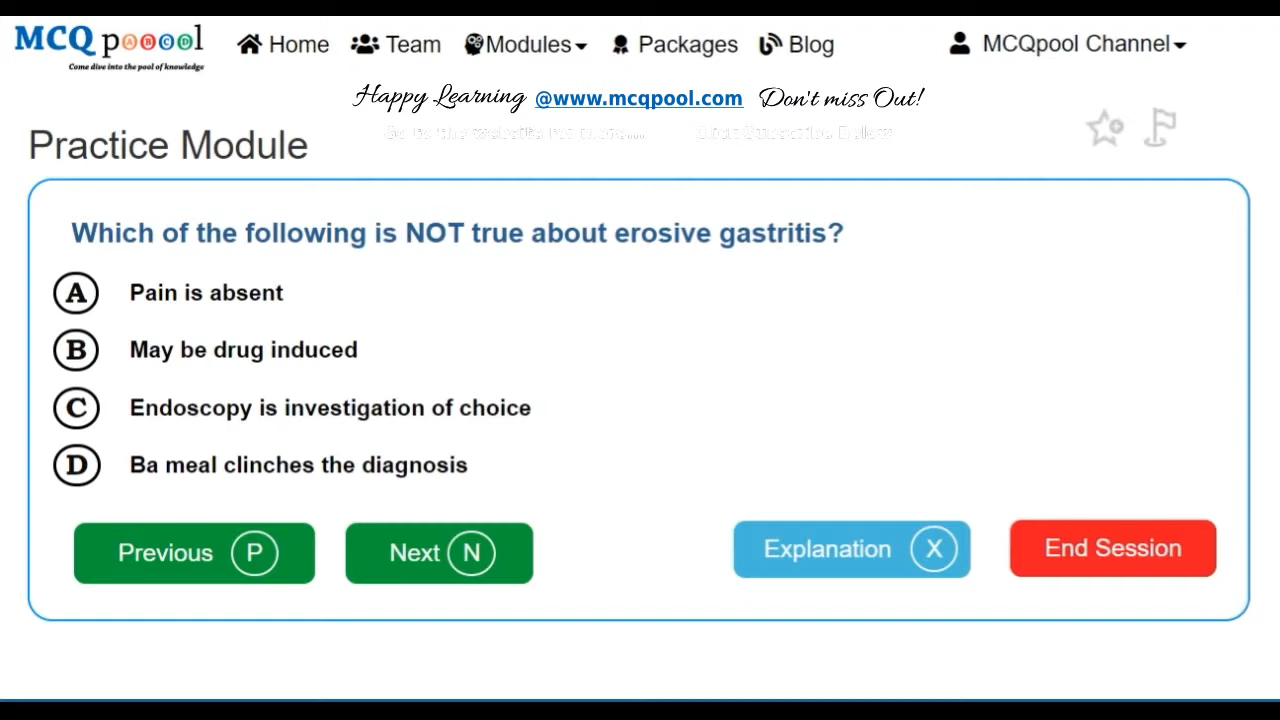 MCQ pooool
Come dive into the pool of knowledge
Home Team Modules Packages Blog MCQpool Channel
Happy Learning @www.mcqpool.com Don't miss Out!
Practice Module
Which of the following is NOT true about erosive gastritis?
A Pain is absent
B May be drug induced
C Endoscopy is investigation of choice
D Ba meal clinches the diagnosis
Previous P Next N Explanation X End Session